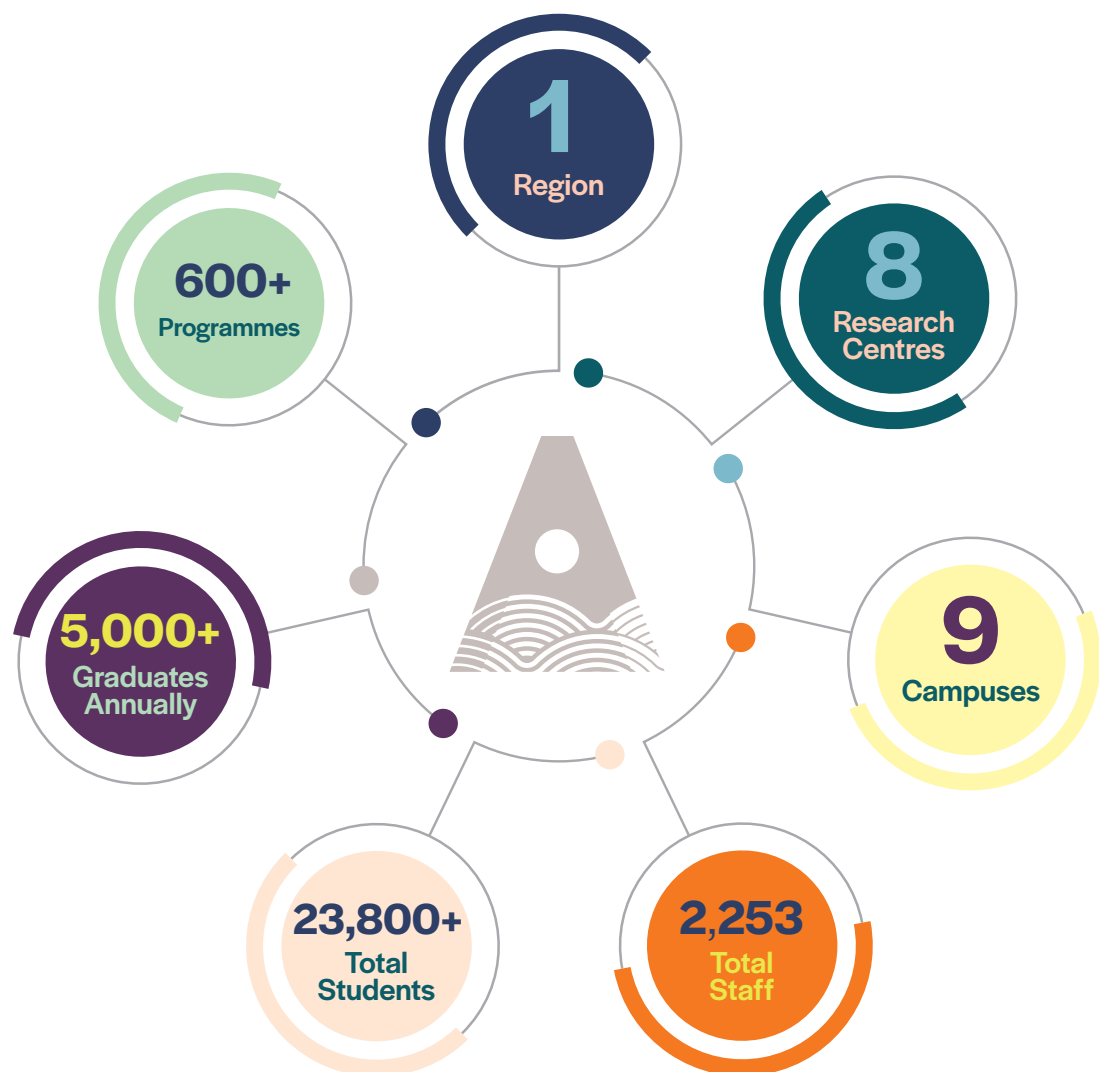 1
Region
8
Research
Centres
9
Campuses
2,253
Total
Staff
23,800+
Total
Students
5,000+
Graduates
Annually
600+
Programmes